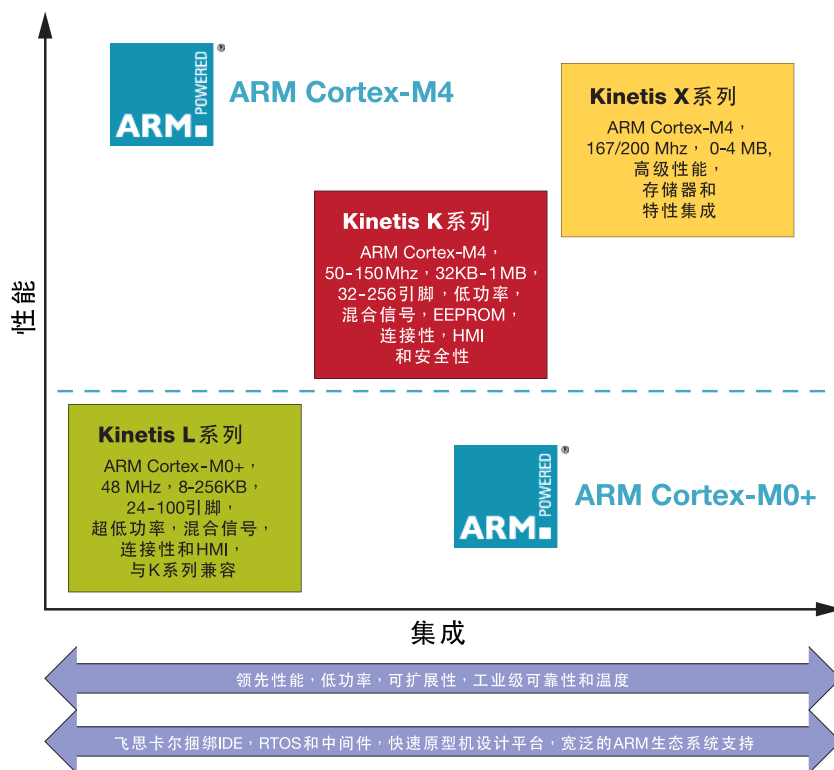 ARM POWERED ®
ARM Cortex-M4
Kinetis X系列
ARM Cortex-M4，
167/200 Mhz， 0-4 MB,
高级性能，
存储器和
特性集成
Kinetis K系列
ARM Cortex-M4，
50-150Mhz，32KB-1MB，
32-256引脚，低功率，
混合信号，EEPROM，
连接性，HMI
和安全性
性能
Kinetis L系列
ARM Cortex-M0+，
48 MHz，8-256KB，
24-100引脚，
超低功率，混合信号，
连接性和HMI，
与K系列兼容
ARM POWERED ®
ARM Cortex-M0+
集成
领先性能，低功率，可扩展性，工业级可靠性和温度
飞思卡尔捆绑IDE，RTOS和中间件，快速原型机设计平台，宽泛的ARM生态系统支持